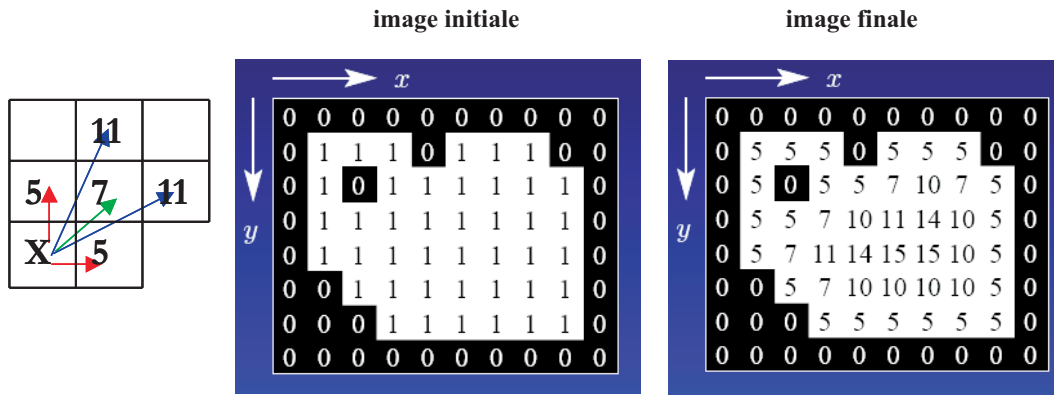 image initiale
image finale
11
5 7 11
X 5
x
y
0 0 0 0 0 0 0 0 0 0
0 1 1 1 0 1 1 1 0 0
0 1 0 1 1 1 1 1 1 0
0 1 1 1 1 1 1 1 1 0
0 1 1 1 1 1 1 1 1 0
0 0 1 1 1 1 1 1 1 0
0 0 0 1 1 1 1 1 1 0
0 0 0 0 0 0 0 0 0 0
x
y
0 0 0 0 0 0 0 0 0 0
0 5 5 5 0 5 5 5 0 0
0 5 0 5 5 7 10 7 5 0
0 5 5 7 10 11 14 10 5 0
0 5 7 11 14 15 15 10 5 0
0 0 5 7 10 10 10 10 5 0
0 0 0 5 5 5 5 5 5 0
0 0 0 0 0 0 0 0 0 0